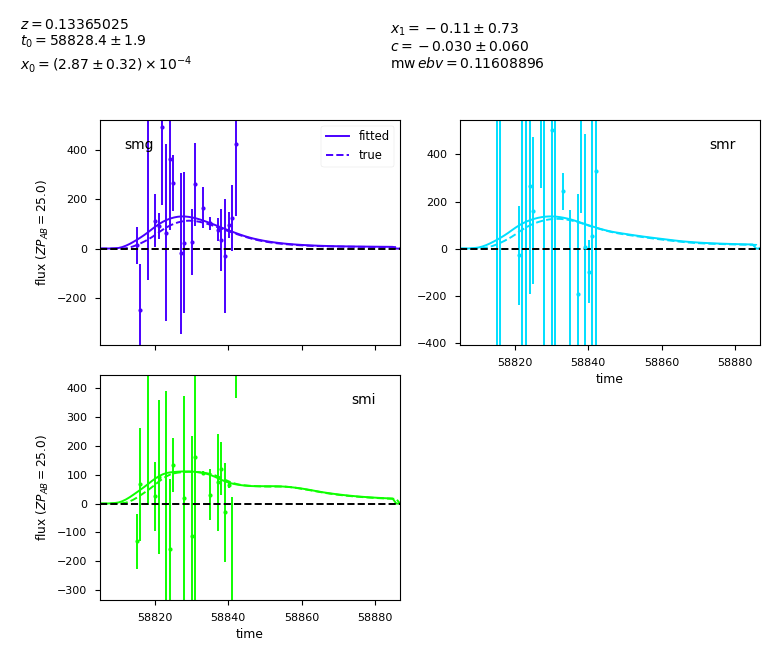 z = 0.13365025
t₀ = 58828.4 ± 1.9
x₀ = (2.87 ± 0.32) × 10⁻⁴
x₁ = −0.11 ± 0.73
c = −0.030 ± 0.060
mw ebv = 0.11608896
smg
fitted
true
400
200
0
−200
flux (ZP_AB = 25.0)
smr
400
200
0
−200
−400
58820 58840 58860 58880
time
smi
400
300
200
100
0
−100
−200
−300
flux (ZP_AB = 25.0)
58820 58840 58860 58880
time